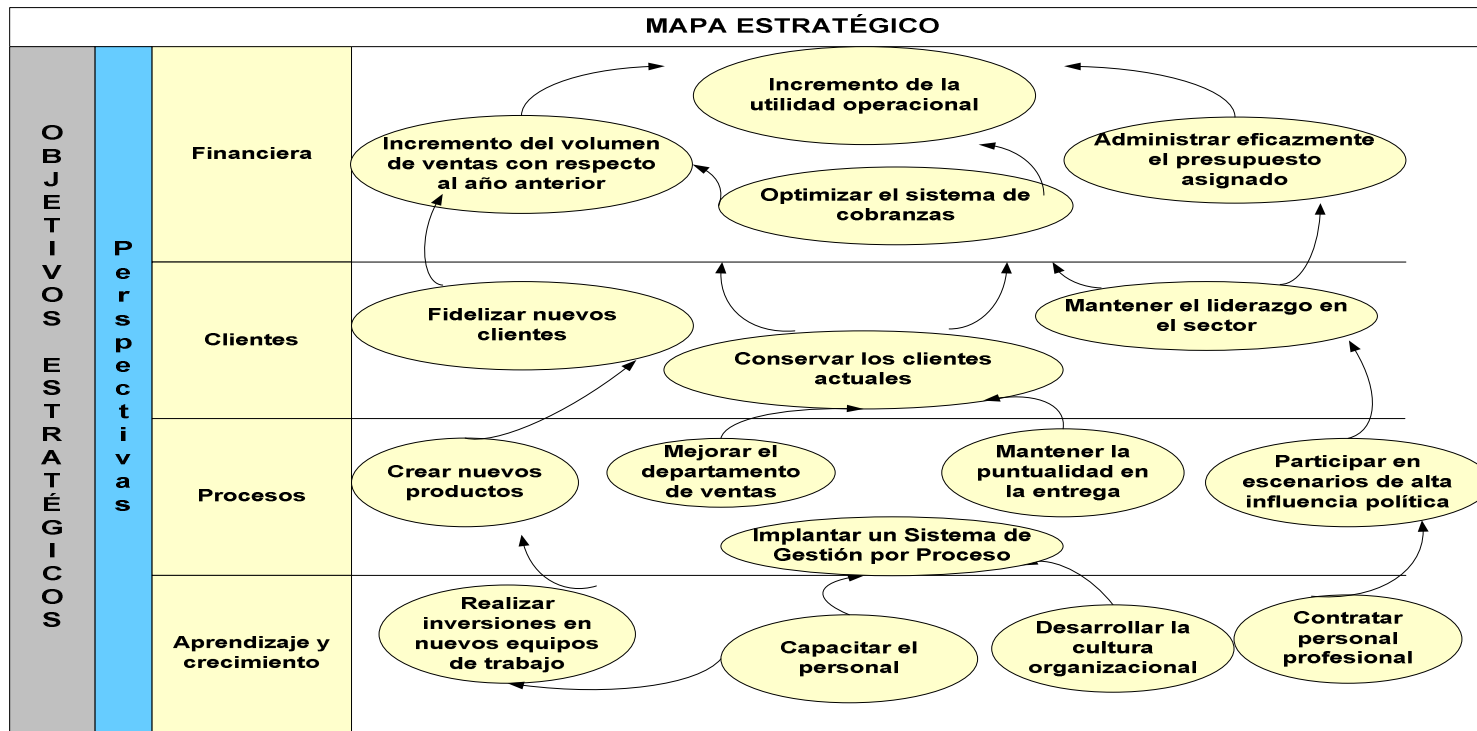 MAPA ESTRATÉGICO
OBJETIVOS ESTRATÉGICOS
Perspectivas
Financiera
Incremento de la
utilidad operacional
Incremento del volumen
de ventas con respecto
al año anterior
Administrar eficazmente
el presupuesto
asignado
Optimizar el sistema de
cobranzas
Clientes
Fidelizar nuevos
clientes
Mantener el liderazgo en
el sector
Conservar los clientes
actuales
Procesos
Crear nuevos
productos
Mejorar el
departamento
de ventas
Mantener la
puntualidad en
la entrega
Participar en
escenarios de alta
influencia política
Implantar un Sistema de
Gestión por Proceso
Aprendizaje y
crecimiento
Realizar
inversiones en
nuevos equipos
de trabajo
Capacitar el
personal
Desarrollar la
cultura
organizacional
Contratar
personal
profesional